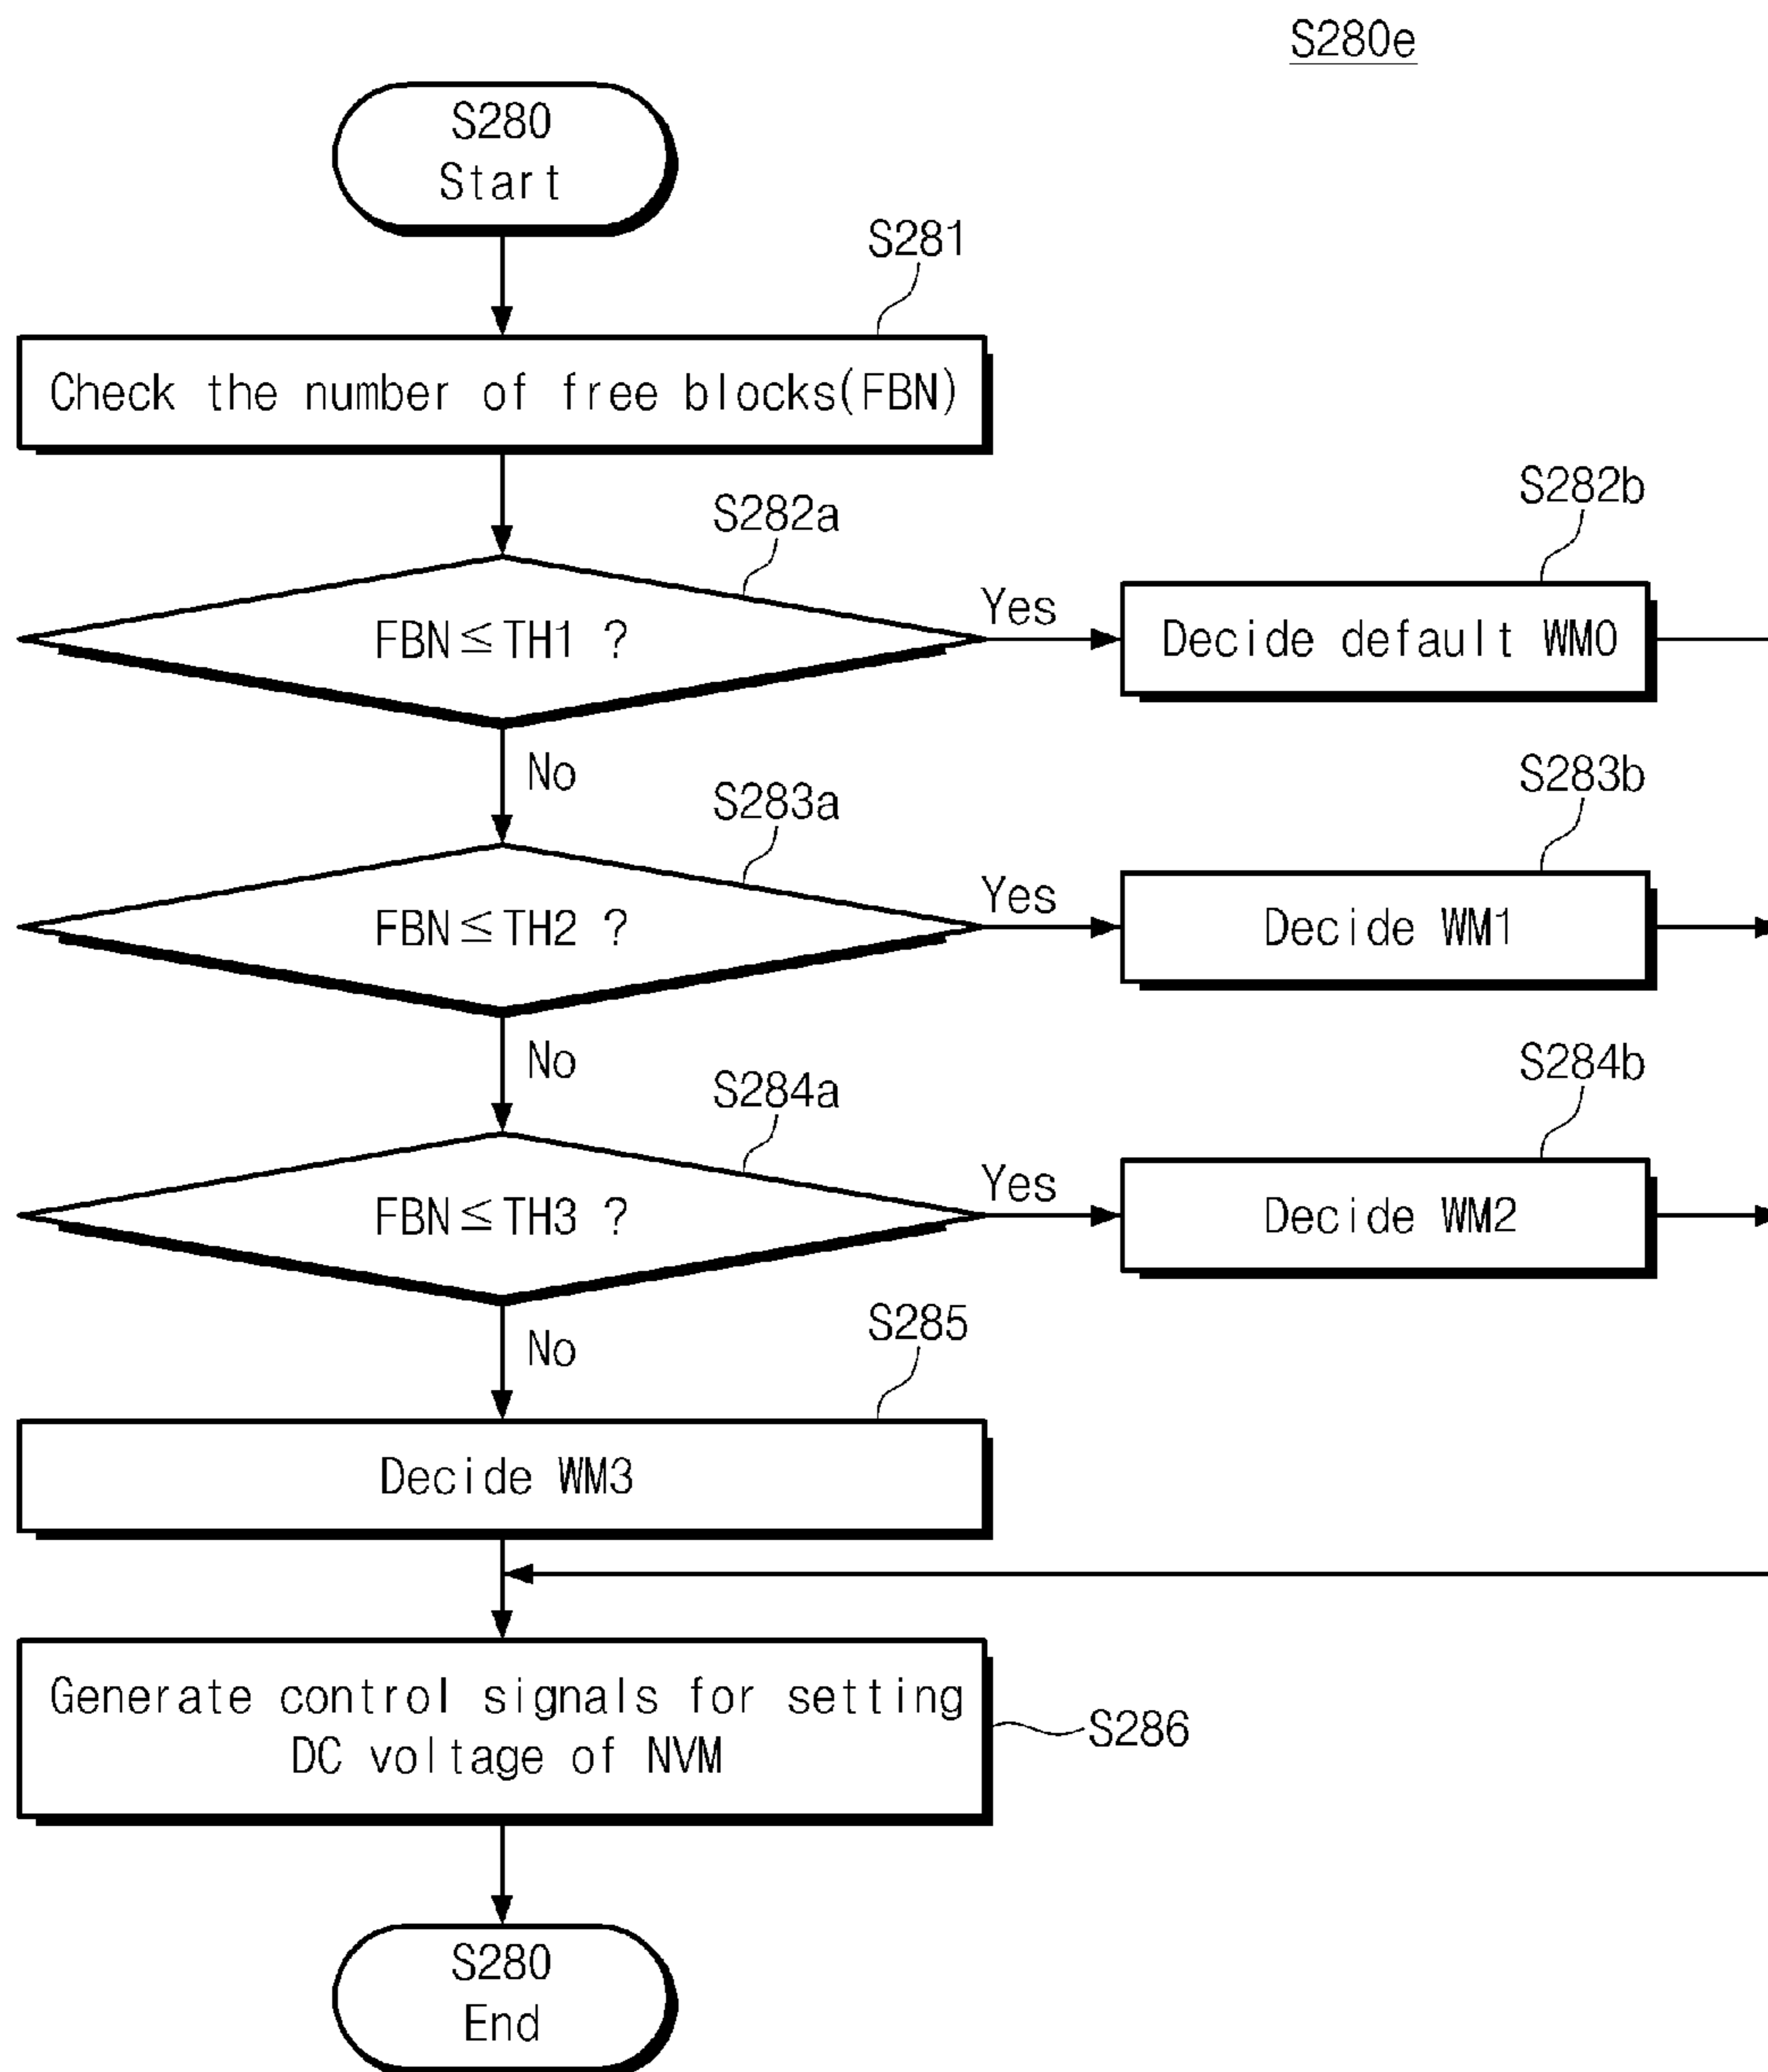 S280e
S280
Start
S281
Check the number of free blocks(FBN)
S282a
S282b
FBN≦TH1 ?
Yes
Decide default WM0
No
S283a
S283b
FBN≦TH2 ?
Yes
Decide WM1
No
S284a
S284b
FBN≦TH3 ?
Yes
Decide WM2
No
S285
Decide WM3
Generate control signals for setting
DC voltage of NVM
S286
S280
End